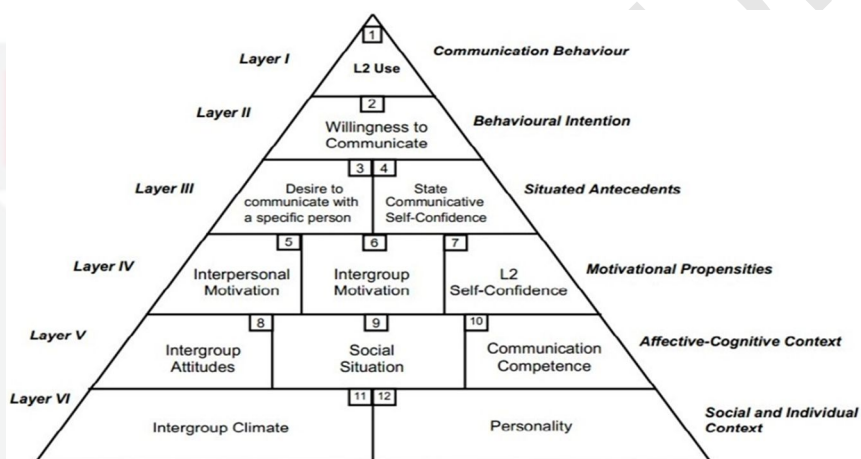 1
Layer I
Communication Behaviour
L2 Use
2
Layer II
Willingness to
Communicate
Behavioural Intention
3 4
Layer III
Desire to
communicate with
a specific person
State
Communicative
Self-Confidence
Situated Antecedents
5 6 7
Layer IV
Interpersonal
Motivation
Intergroup
Motivation
L2
Self-Confidence
Motivational Propensities
8 9 10
Layer V
Intergroup
Attitudes
Social
Situation
Communication
Competence
Affective-Cognitive Context
11 12
Layer VI
Intergroup Climate
Personality
Social and Individual
Context